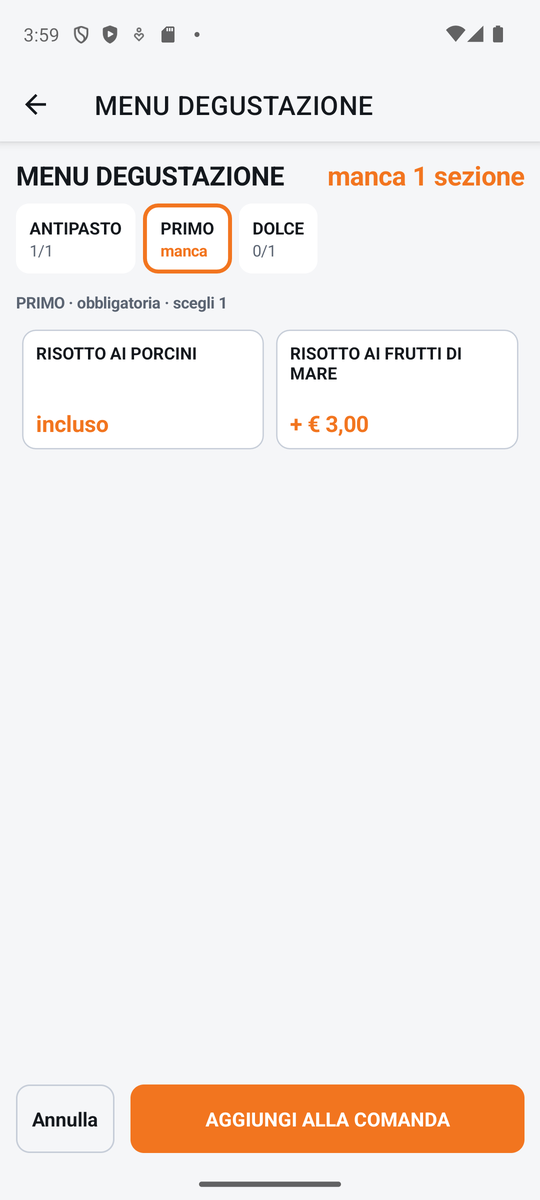 3:59
MENU DEGUSTAZIONE
MENU DEGUSTAZIONE manca 1 sezione
ANTIPASTO
1/1
PRIMO
manca
DOLCE
0/1
PRIMO · obbligatoria · scegli 1
RISOTTO AI PORCINI
incluso
RISOTTO AI FRUTTI DI
MARE
+ € 3,00
Annulla
AGGIUNGI ALLA COMANDA